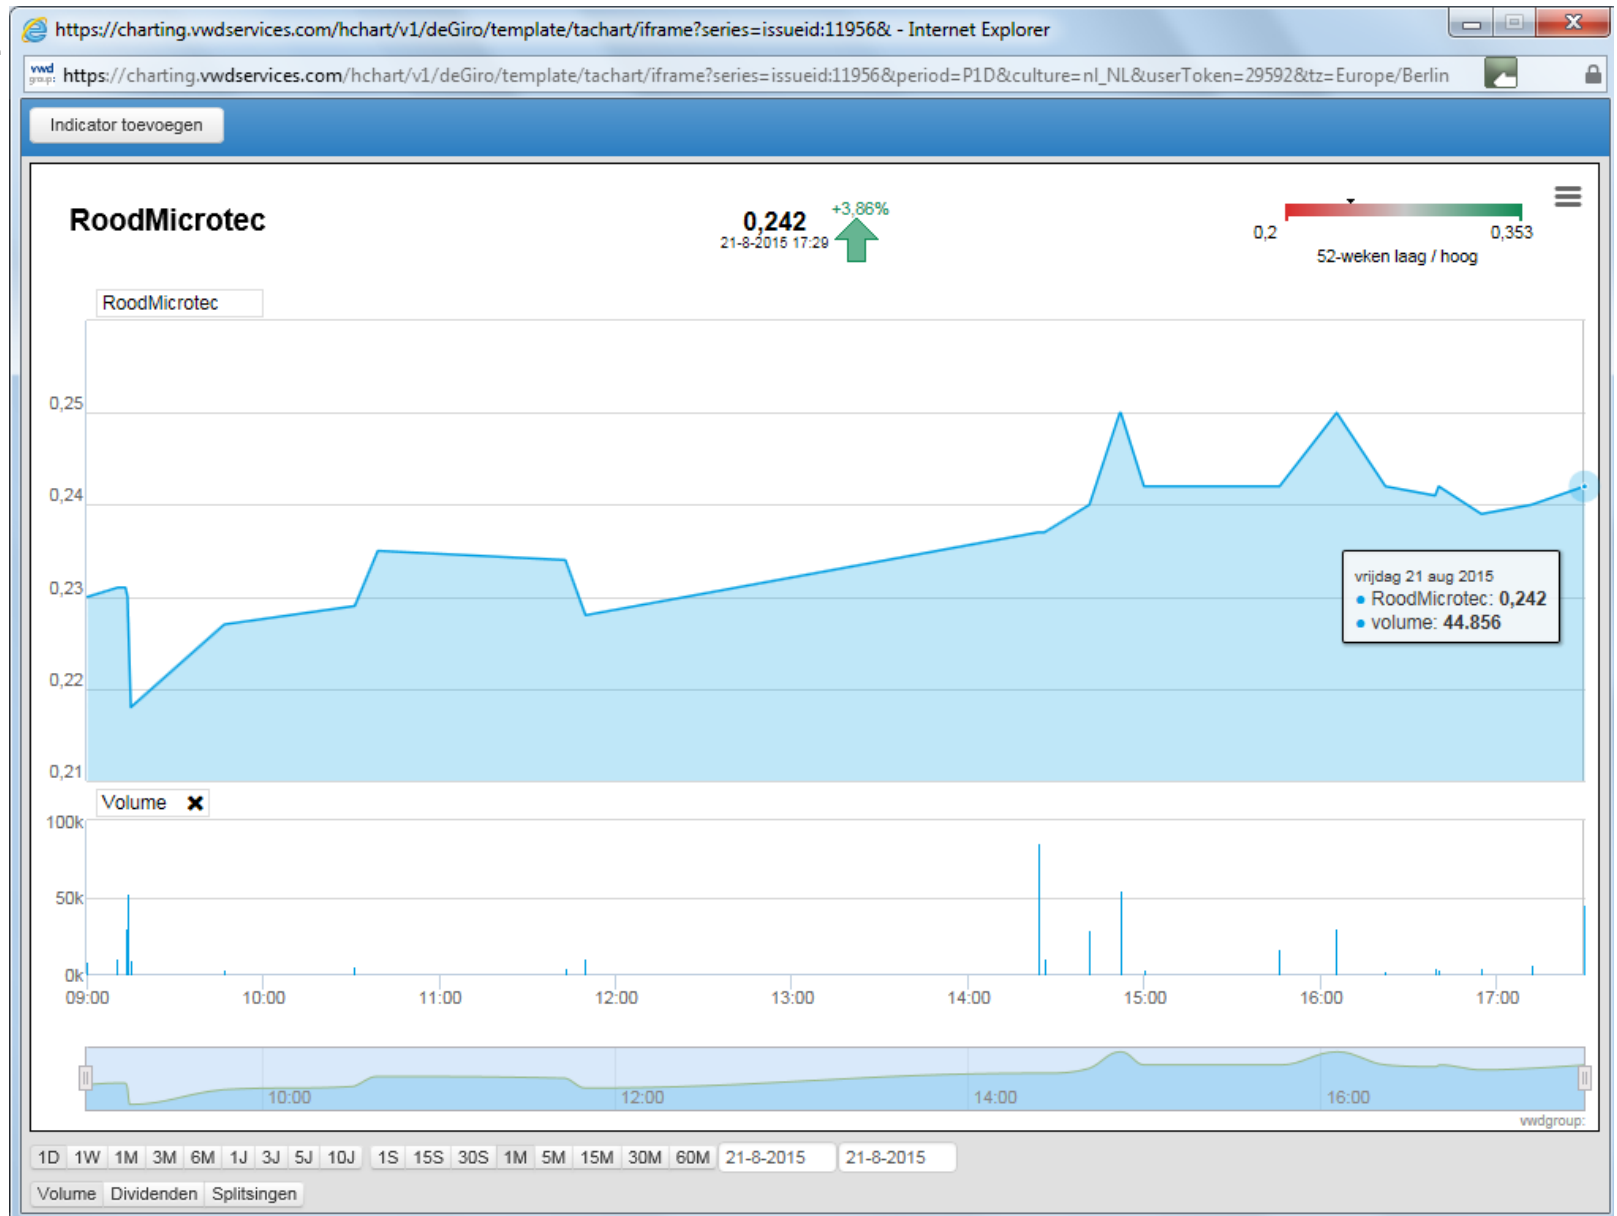 https://charting.vwdservices.com/hchart/v1/deGiro/template/tachart/iframe?series=issueid:11956& - Internet Explorer
vwd group: https://charting.vwdservices.com/hchart/v1/deGiro/template/tachart/iframe?series=issueid:11956&period=P1D&culture=nl_NL&userToken=29592&tz=Europe/Berlin
Indicator toevoegen
RoodMicrotec
0,242
+3,86%
21-8-2015 17:29
0,2
0,353
52-weken laag / hoog
RoodMicrotec
0,25
0,24
0,23
0,22
0,21
vrijdag 21 aug 2015
• RoodMicrotec: 0,242
• volume: 44.856
Volume
100k
50k
0k
09:00 10:00 11:00 12:00 13:00 14:00 15:00 16:00 17:00
10:00 12:00 14:00 16:00
vwdgroup:
1D 1W 1M 3M 6M 1J 3J 5J 10J 1S 15S 30S 1M 5M 15M 30M 60M 21-8-2015 21-8-2015
Volume Dividenden Splitsingen